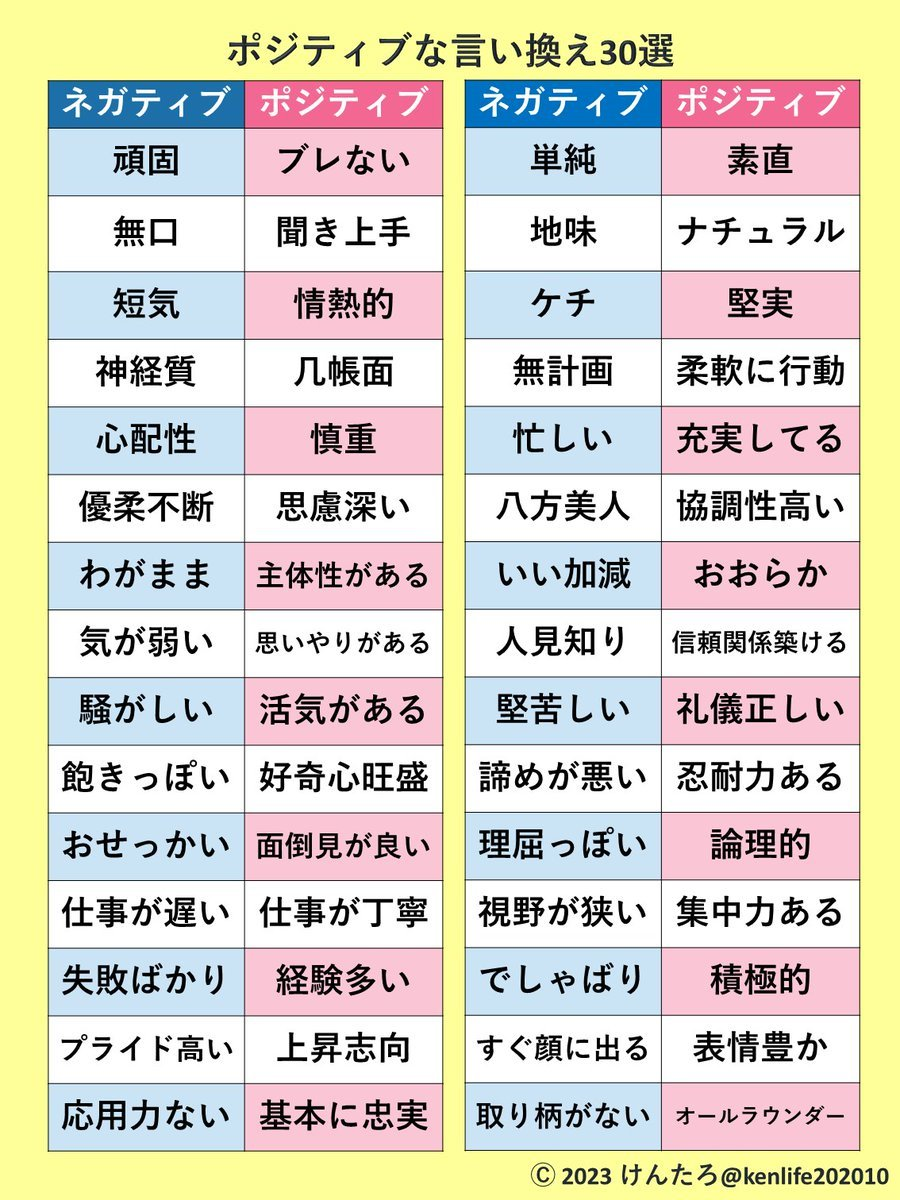 ポジティブな言い換え30選
ネガティブ ポジティブ
頑固 ブレない
無口 聞き上手
短気 情熱的
神経質 几帳面
心配性 慎重
優柔不断 思慮深い
わがまま 主体性がある
気が弱い 思いやりがある
騒がしい 活気がある
飽きっぽい 好奇心旺盛
おせっかい 面倒見が良い
仕事が遅い 仕事が丁寧
失敗ばかり 経験多い
プライド高い 上昇志向
応用力ない 基本に忠実
ネガティブ ポジティブ
単純 素直
地味 ナチュラル
ケチ 堅実
無計画 柔軟に行動
忙しい 充実してる
八方美人 協調性高い
いい加減 おおらか
人見知り 信頼関係築ける
堅苦しい 礼儀正しい
諦めが悪い 忍耐力ある
理屈っぽい 論理的
視野が狭い 集中力ある
でしゃばり 積極的
すぐ顔に出る 表情豊か
取り柄がない オールラウンダー
Ⓒ 2023 けんたろ@kenlife202010